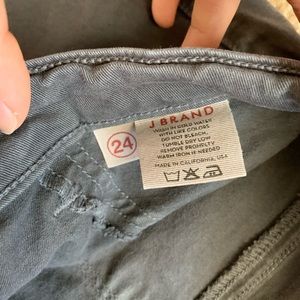 24
J BRAND
WASH IN COLD WATER
WITH LIKE COLORS
DO NOT BLEACH.
TUMBLE DRY LOW
REMOVE PROMPTLY
WARM IRON IF NEEDED
MADE IN CALIFORNIA, USA